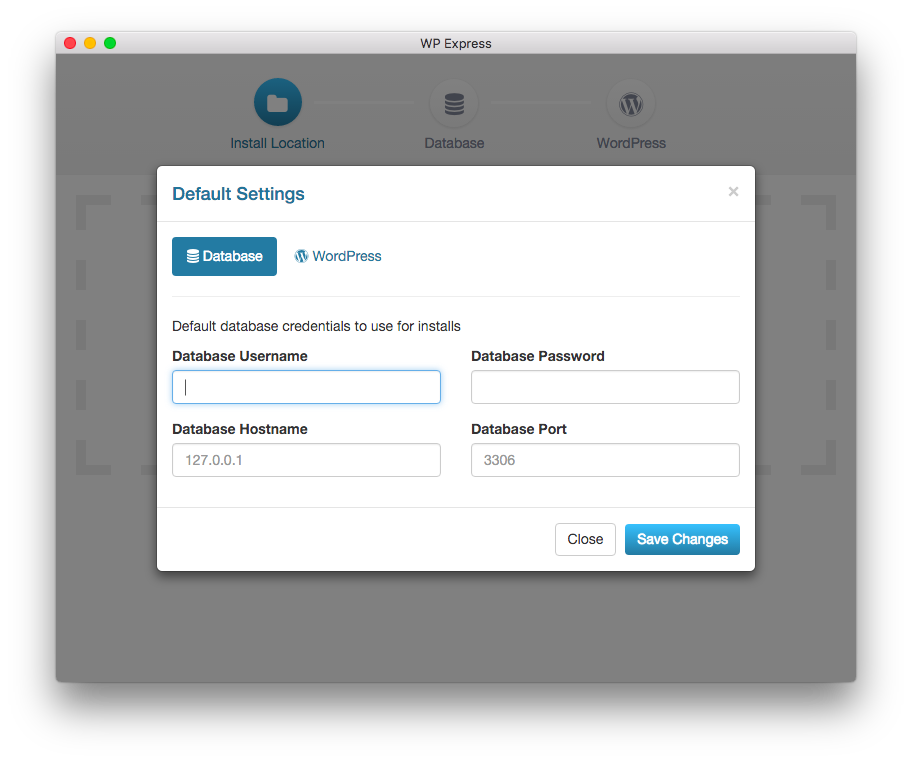 WP Express
Install Location Database WordPress
Default Settings ×
Database WordPress
Default database credentials to use for installs
Database Username Database Password
Database Hostname Database Port
127.0.0.1 3306
Close Save Changes